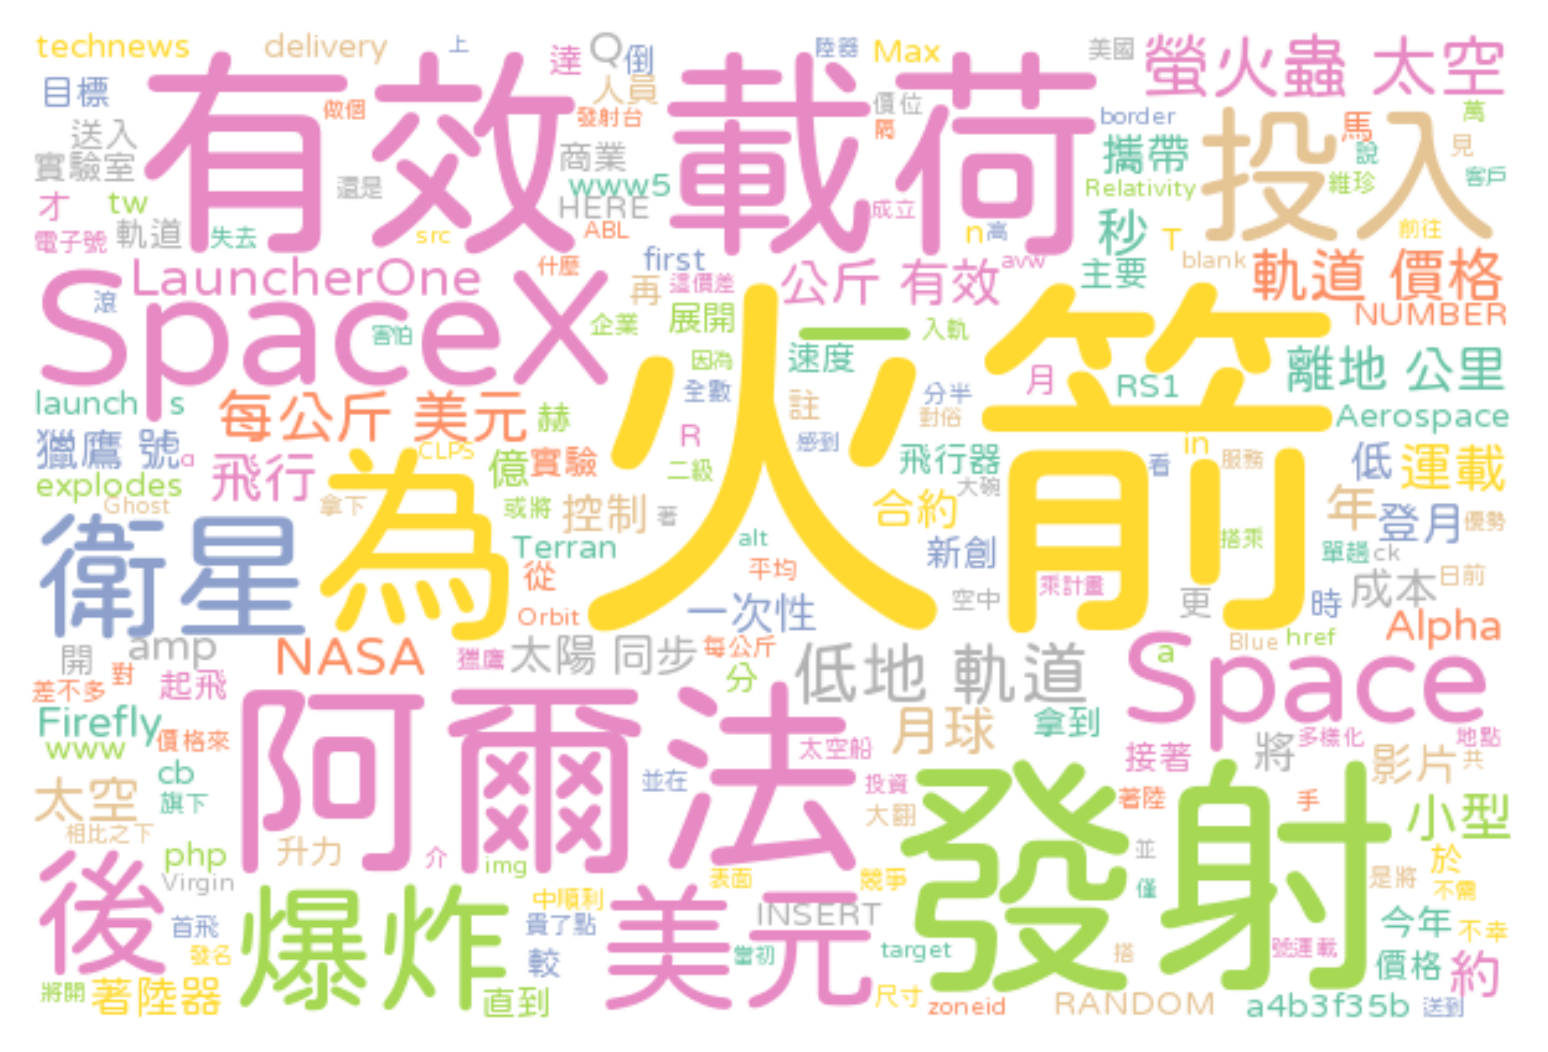 technews delivery 上 達 Q 倒 陸器 Max 美國 螢火蟲 太空
目標 有效 載荷 做個 人員 價位 border 萬
送入 發射台 隔 攜帶 投入 馬 見
實驗室 還是 商業 www5 Relativity 說 維珍 客戶
才 tw HERE 成立 秒 T 前往
電子號 軌道 失去 src ABL n 高
LauncherOne 什麼 first 公斤 有效 avw 主要 blank 軌道 價格
SpaceX 滾 再 這價差 NUMBER
害怕 企業 展開 火箭 一 入軌
因為 速度 離地 公里
launch s 每公斤 美元 赫 全數 註 分半 月 RS1 Aerospace
獵鷹 號 a CLPS R 感到 對俗 in
explodes 飛行 為 億 實驗 二級 飛行器 看 服務 低 運載
Ghost 拿下 或將 控制 著 合約 大碗 年 登月 優勢
衛星 Terran alt 新創 搭乘 單趟 ck
從 平均 乘計畫 成本 日前
Orbit 一次性 空中 更 時
開 amp NASA 獵鷹 太陽 同步 每公斤 低地 軌道 Blue href Alpha
差不多 對 起飛 分 a Space
Firefly 阿爾法 月球 拿到
www 價格來 太空船 接著 將 多樣化 地點
太空 cb 並在 投資 發射 著陸 影片 共
旗下 大翻 手 小型
相比之下
後 php 升力 介 img 表面 競爭 並 是將 於
Virgin 爆炸 中順利 美元 僅 不需
首飛 貴了點 INSERT 今年 不幸
發名 較 當初 target 搭 號運載 價格 約
將開 著陸器 直到 尺寸 zoneid RANDOM a4b3f35b 送到